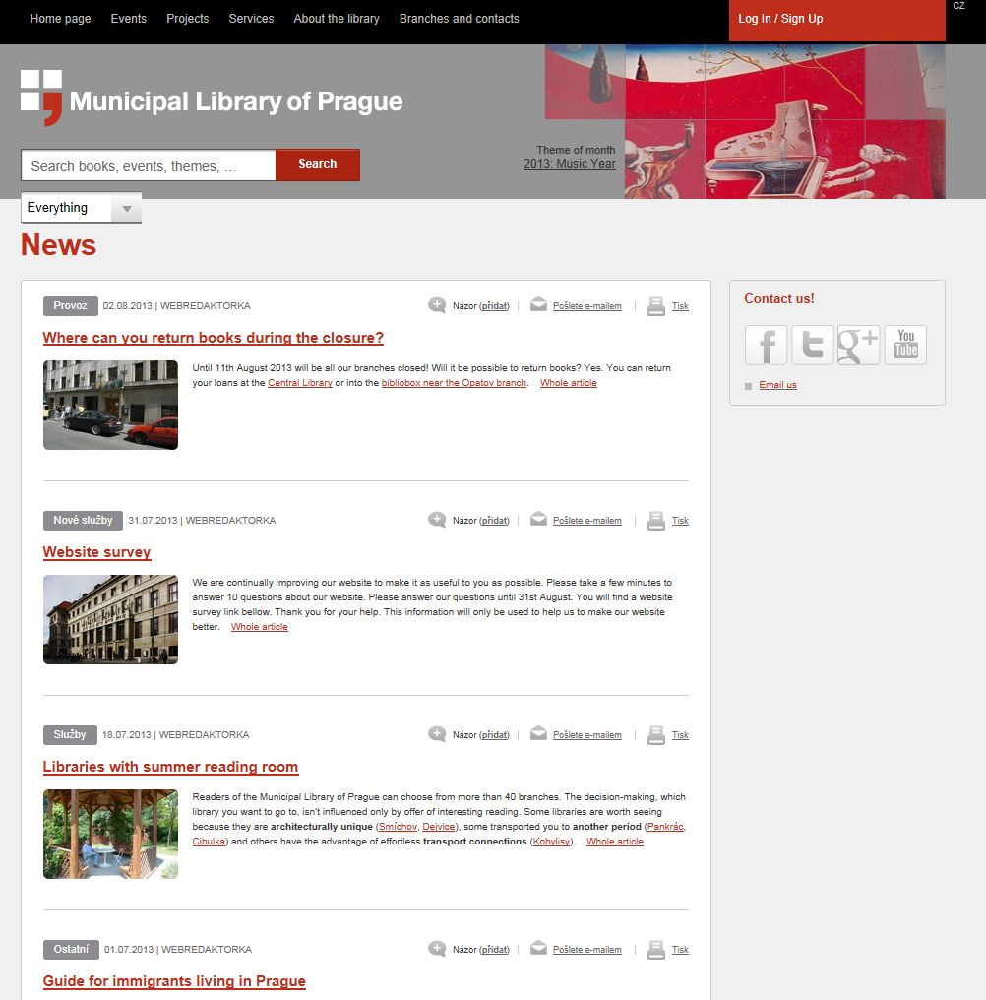 Home page Events Projects Services About the library Branches and contacts Log In / Sign Up CZ
Municipal Library of Prague
Theme of month
2013: Music Year
Search books, events, themes, … Search
Everything
News
Provoz 02.08.2013 | WEBREDAKTORKA Názor (přidat) | Pošlete e-mailem | Tisk
Where can you return books during the closure?
Until 11th August 2013 will be all our branches closed! Will it be possible to return books? Yes. You can return
your loans at the Central Library or into the bibliobox near the Opatov branch. Whole article
Nové služby 31.07.2013 | WEBREDAKTORKA Názor (přidat) | Pošlete e-mailem | Tisk
Website survey
We are continually improving our website to make it as useful to you as possible. Please take a few minutes to
answer 10 questions about our website. Please answer our questions until 31st August. You will find a website
survey link bellow. Thank you for your help. This information will only be used to help us to make our website
better. Whole article
Služby 18.07.2013 | WEBREDAKTORKA Názor (přidat) | Pošlete e-mailem | Tisk
Libraries with summer reading room
Readers of the Municipal Library of Prague can choose from more than 40 branches. The decision-making, which
library you want to go to, isn't influenced only by offer of interesting reading. Some libraries are worth seeing
because they are architecturally unique (Smíchov, Dejvice), some transported you to another period (Pankrác,
Cibulka) and others have the advantage of effortless transport connections (Kobylisy). Whole article
Ostatní 01.07.2013 | WEBREDAKTORKA Názor (přidat) | Pošlete e-mailem | Tisk
Guide for immigrants living in Prague
Contact us!
f t g+ You Tube
Email us